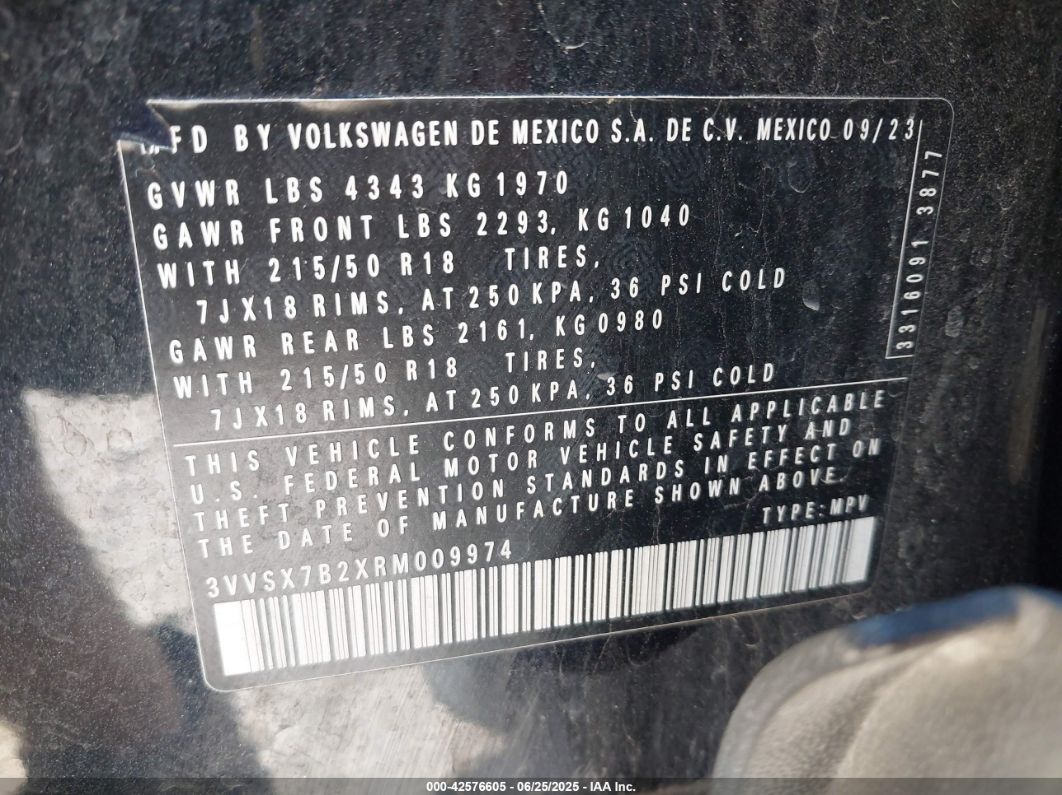 MFD BY VOLKSWAGEN DE MEXICO S.A. DE C.V. MEXICO 09/23
GVWR LBS 4343 KG 1970
GAWR FRONT LBS 2293, KG 1040
WITH 215/50 R18 TIRES,
7JX18 RIMS, AT 250 KPA, 36 PSI COLD
GAWR REAR LBS 2161, KG 0980
WITH 215/50 R18 TIRES,
7JX18 RIMS, AT 250 KPA, 36 PSI COLD
3316091 3877
THIS VEHICLE CONFORMS TO ALL APPLICABLE
U.S. FEDERAL MOTOR VEHICLE SAFETY AND
THEFT PREVENTION STANDARDS IN EFFECT ON
THE DATE OF MANUFACTURE SHOWN ABOVE
TYPE: MPV
3VVSX7B2XRM009974
000-42576605 - 06/25/2025 - IAA Inc.